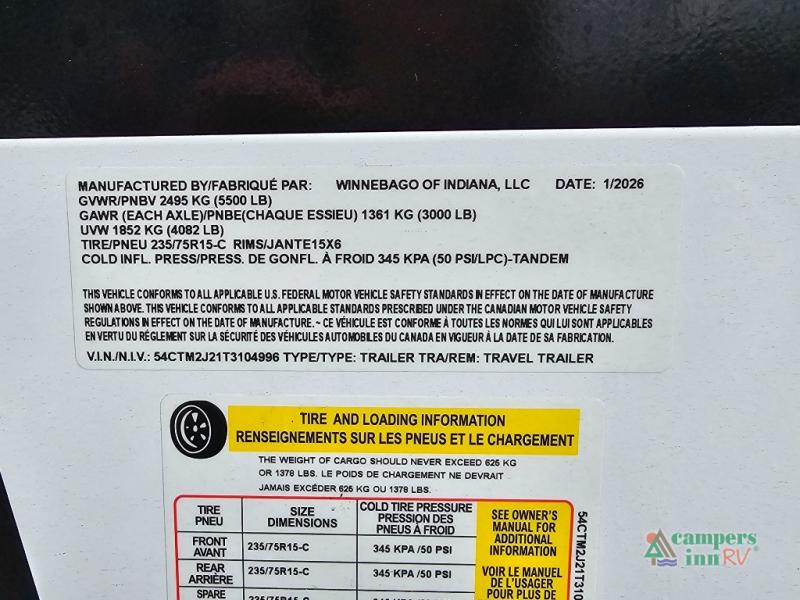 MANUFACTURED BY/FABRIQUÉ PAR: WINNEBAGO OF INDIANA, LLC DATE: 1/2026
GVWR/PNBV 2495 KG (5500 LB)
GAWR (EACH AXLE)/PNBE(CHAQUE ESSIEU) 1361 KG (3000 LB)
UVW 1852 KG (4082 LB)
TIRE/PNEU 235/75R15-C RIMS/JANTE15X6
COLD INFL. PRESS/PRESS. DE GONFL. À FROID 345 KPA (50 PSI/LPC)-TANDEM
THIS VEHICLE CONFORMS TO ALL APPLICABLE U.S. FEDERAL MOTOR VEHICLE SAFETY STANDARDS IN EFFECT ON THE DATE OF MANUFACTURE
SHOWN ABOVE. THIS VEHICLE CONFORMS TO ALL APPLICABLE STANDARDS PRESCRIBED UNDER THE CANADIAN MOTOR VEHICLE SAFETY
REGULATIONS IN EFFECT ON THE DATE OF MANUFACTURE. ~ CE VÉHICULE EST CONFORME À TOUTES LES NORMES QUI LUI SONT APPLICABLES
EN VERTU DU RÉGLEMENT SUR LA SÉCURITÉ DES VÉHICULES AUTOMOBILES DU CANADA EN VIGUEUR À LA DATE DE SA FABRICATION.
V.I.N./N.I.V.: 54CTM2J21T3104996 TYPE/TYPE: TRAILER TRA/REM: TRAVEL TRAILER
TIRE AND LOADING INFORMATION
RENSEIGNEMENTS SUR LES PNEUS ET LE CHARGEMENT
THE WEIGHT OF CARGO SHOULD NEVER EXCEED 625 KG
OR 1378 LBS. LE POIDS DE CHARGEMENT NE DEVRAIT
JAMAIS EXCÉDER 625 KG OU 1378 LBS.
TIRE
PNEU
SIZE
DIMENSIONS
COLD TIRE PRESSURE
PRESSION DES
PNEUS À FROID
FRONT
AVANT
235/75R15-C
345 KPA /50 PSI
REAR
ARRIÈRE
235/75R15-C
345 KPA /50 PSI
SPARE
235/75R15-C
SEE OWNER'S
MANUAL FOR
ADDITIONAL
INFORMATION
VOIR LE MANUEL
DE L'USAGER
POUR PLUS DE
54CTM2J21T310
campers
inn RV